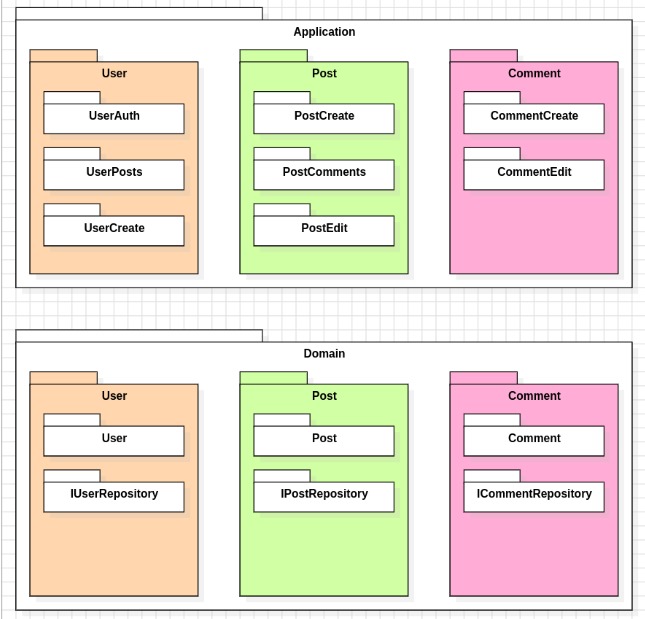 Application
User
UserAuth
UserPosts
UserCreate
Post
PostCreate
PostComments
PostEdit
Comment
CommentCreate
CommentEdit
Domain
User
User
IUserRepository
Post
Post
IPostRepository
Comment
Comment
ICommentRepository